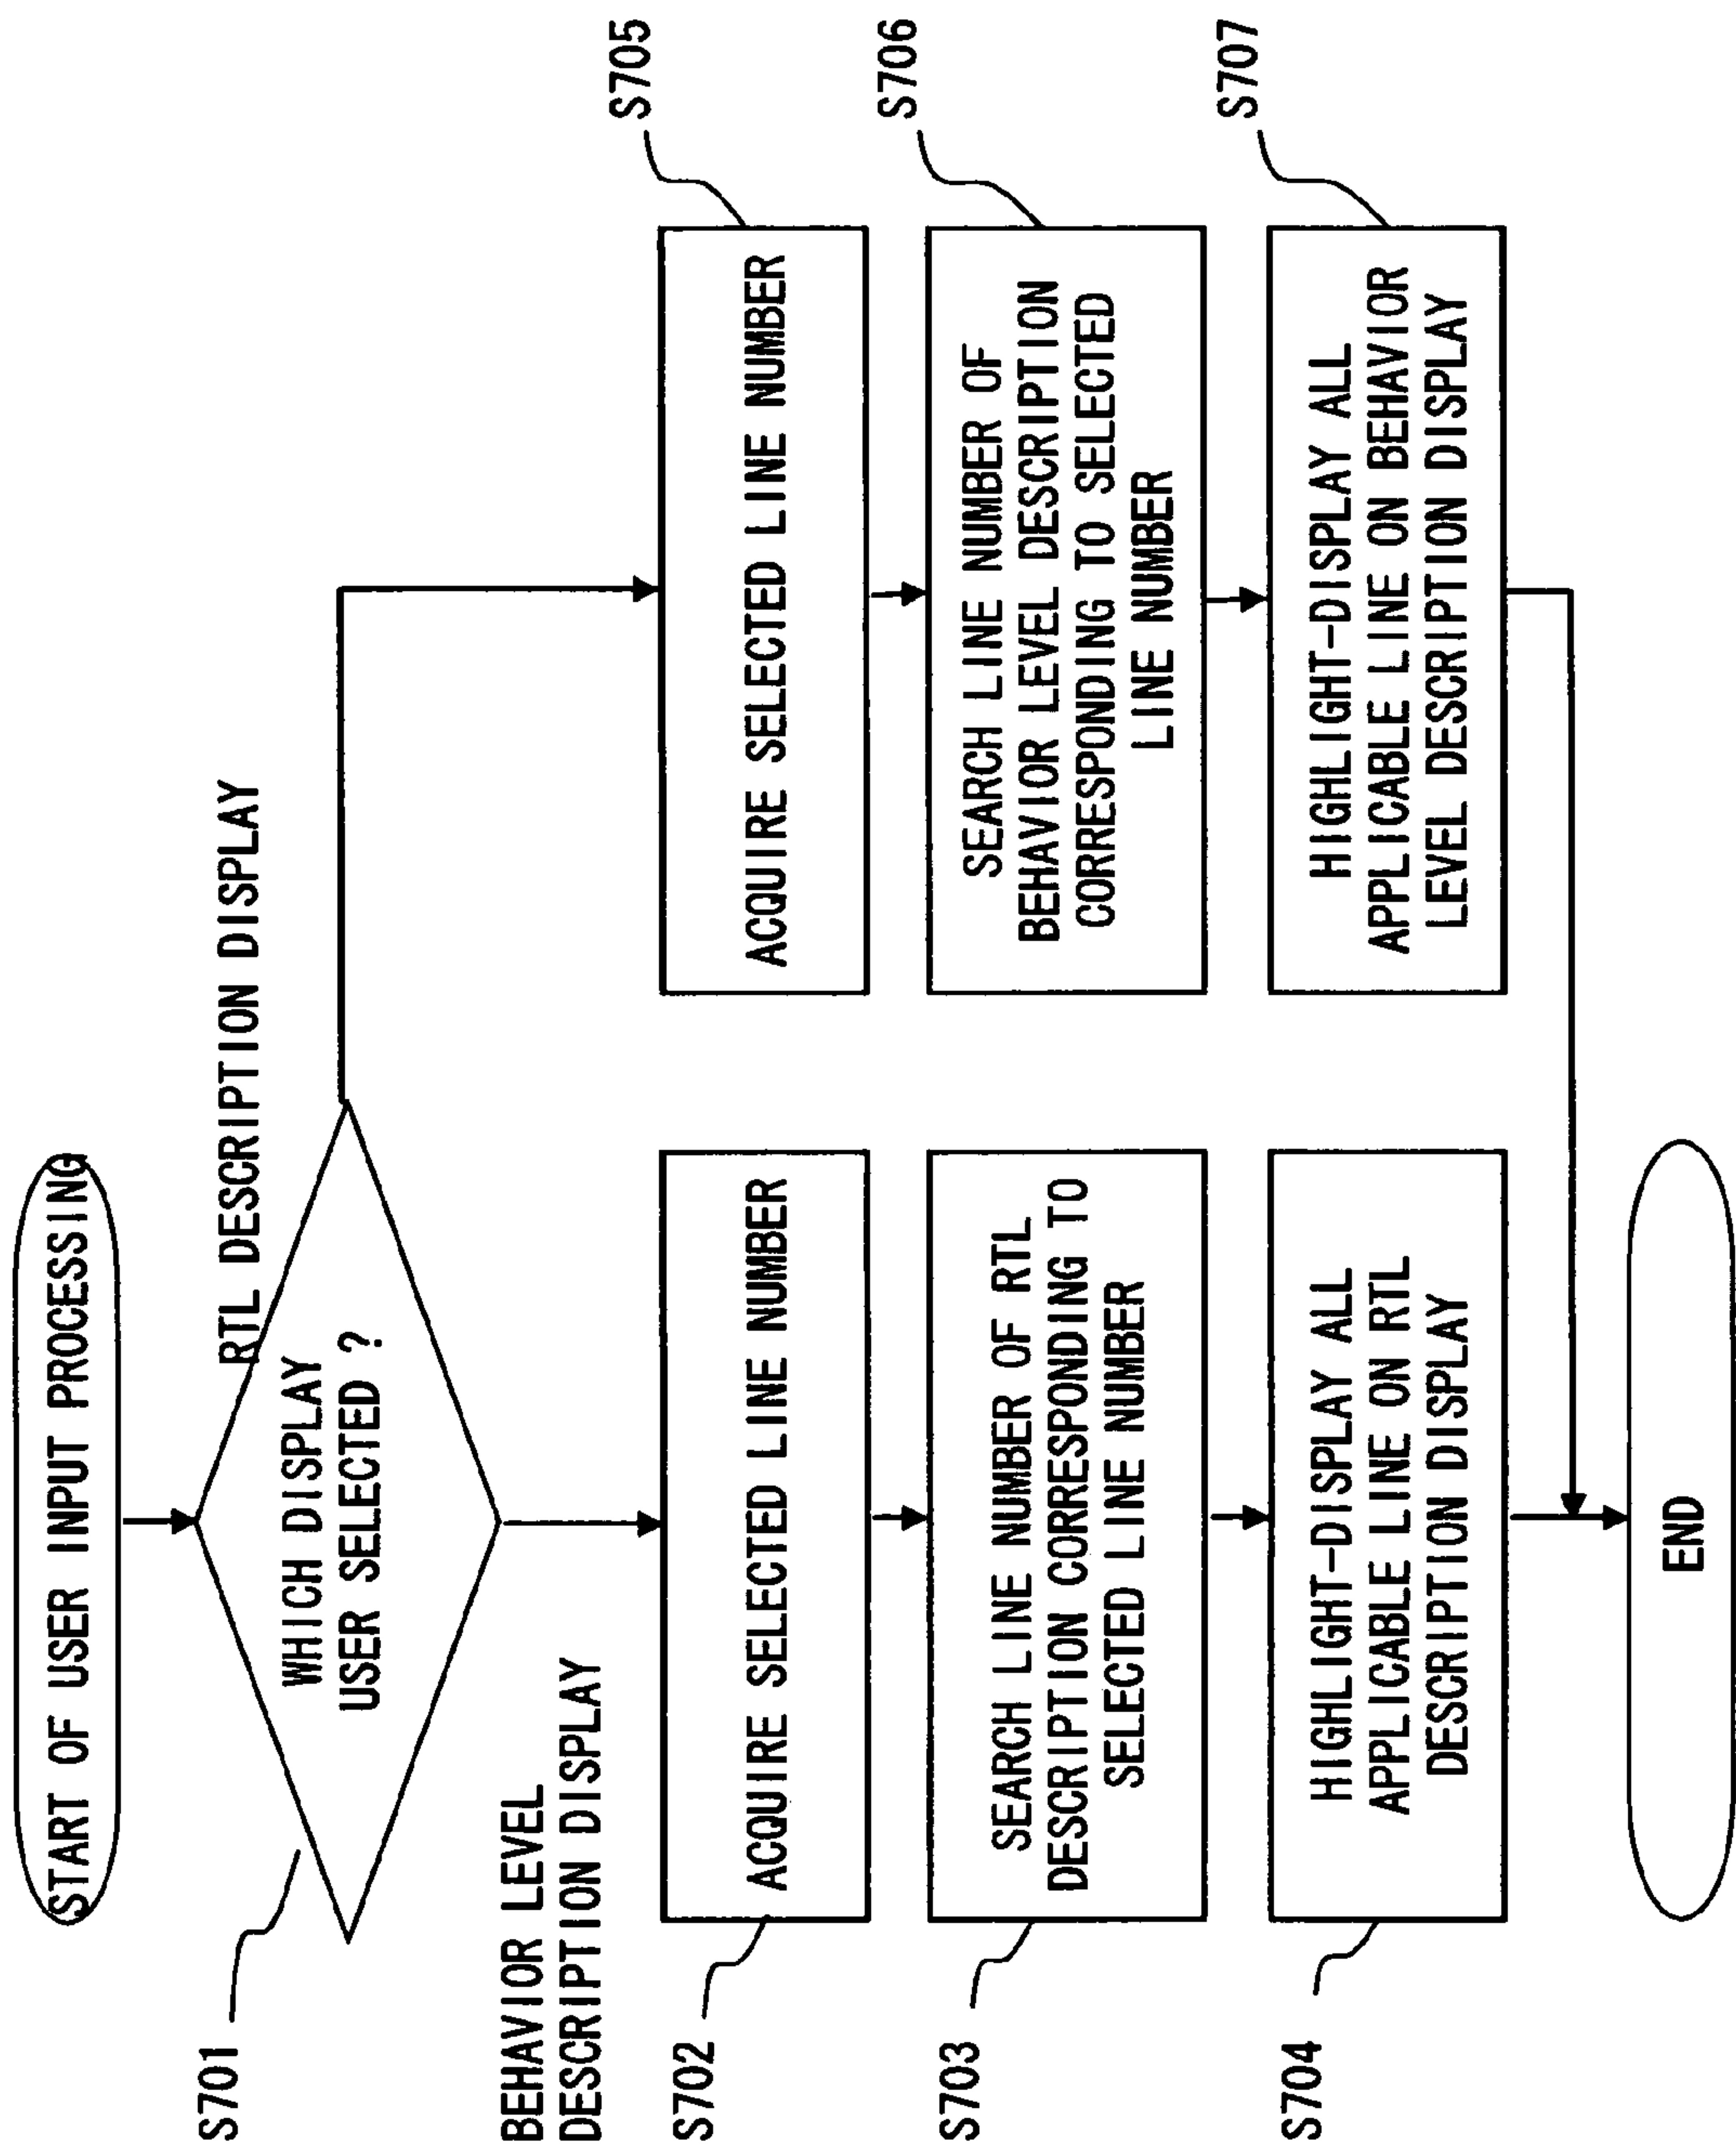 START OF USER INPUT PROCESSING
S701
WHICH DISPLAY
USER SELECTED ?
RTL DESCRIPTION DISPLAY
BEHAVIOR LEVEL
DESCRIPTION DISPLAY
S702
ACQUIRE SELECTED LINE NUMBER
S703
SEARCH LINE NUMBER OF RTL
DESCRIPTION CORRESPONDING TO
SELECTED LINE NUMBER
S704
HIGHLIGHT-DISPLAY ALL
APPLICABLE LINE ON RTL
DESCRIPTION DISPLAY
S705
ACQUIRE SELECTED LINE NUMBER
S706
SEARCH LINE NUMBER OF
BEHAVIOR LEVEL DESCRIPTION
CORRESPONDING TO SELECTED
LINE NUMBER
S707
HIGHLIGHT-DISPLAY ALL
APPLICABLE LINE ON BEHAVIOR
LEVEL DESCRIPTION DISPLAY
END